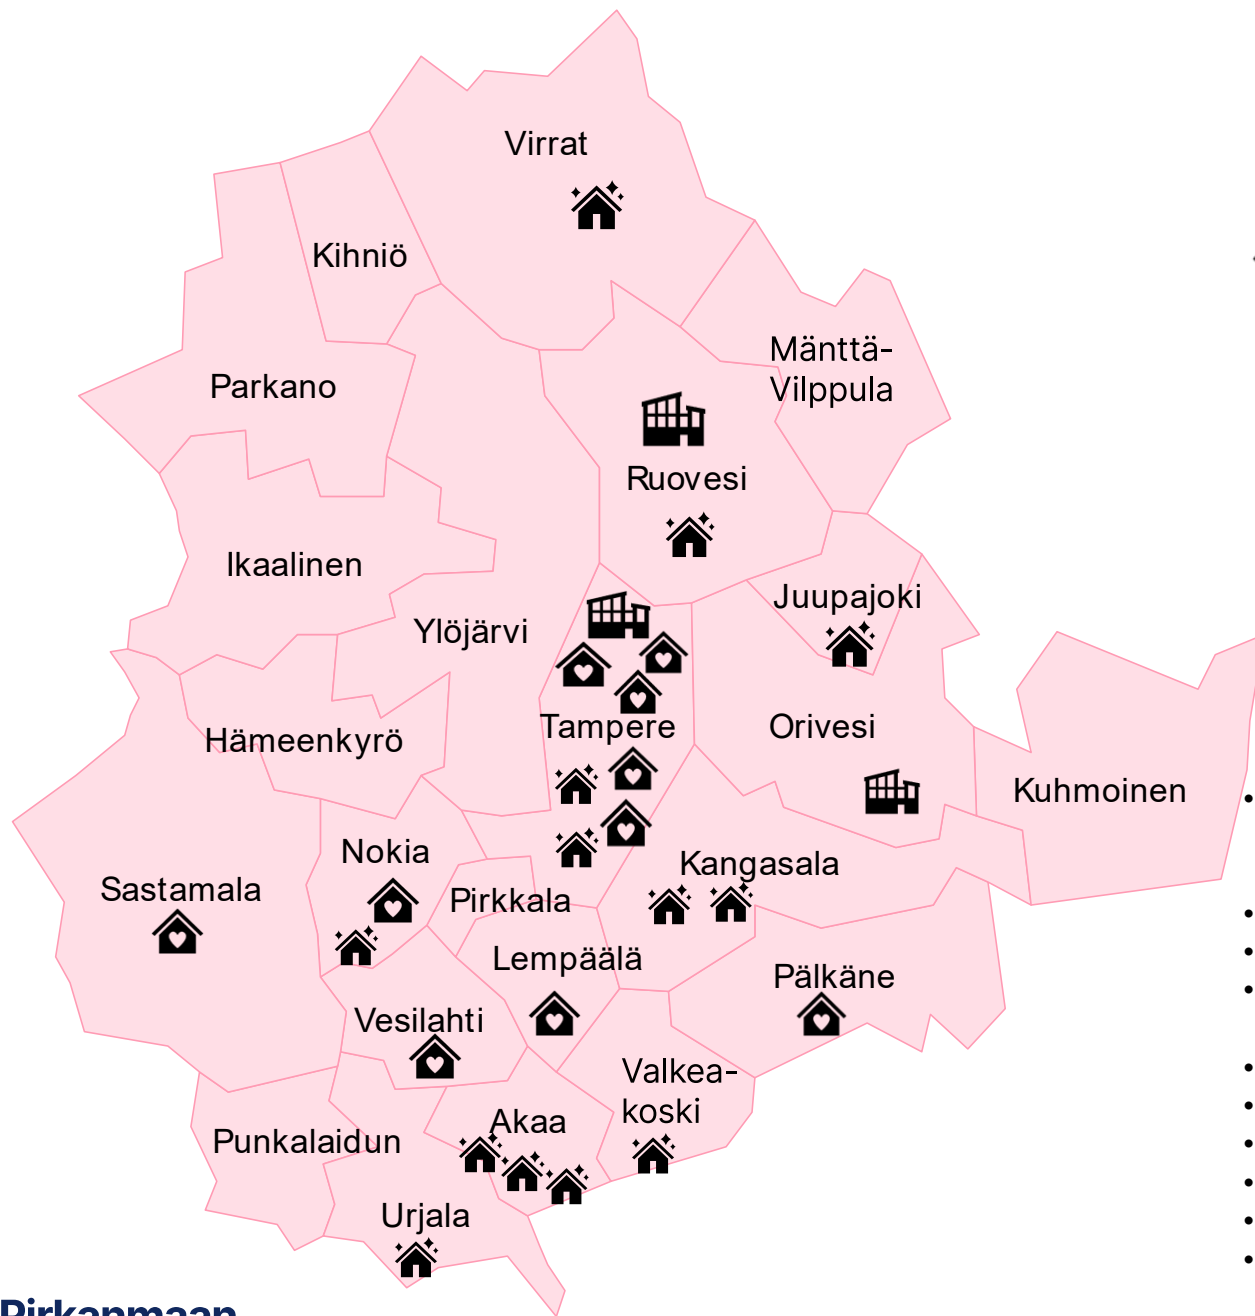 Virrat
Kihniö
Mänttä-
Vilppula
Parkano
Ruovesi
Ikaalinen
Juupajoki
Ylöjärvi
Tampere
Orivesi
Hämeenkyrö
Kuhmoinen
Nokia
Kangasala
Sastamala
Pirkkala
Lempäälä
Pälkäne
Vesilahti
Valkea-
koski
Akaa
Punkalaidun
Urjala
Pirkanmaan